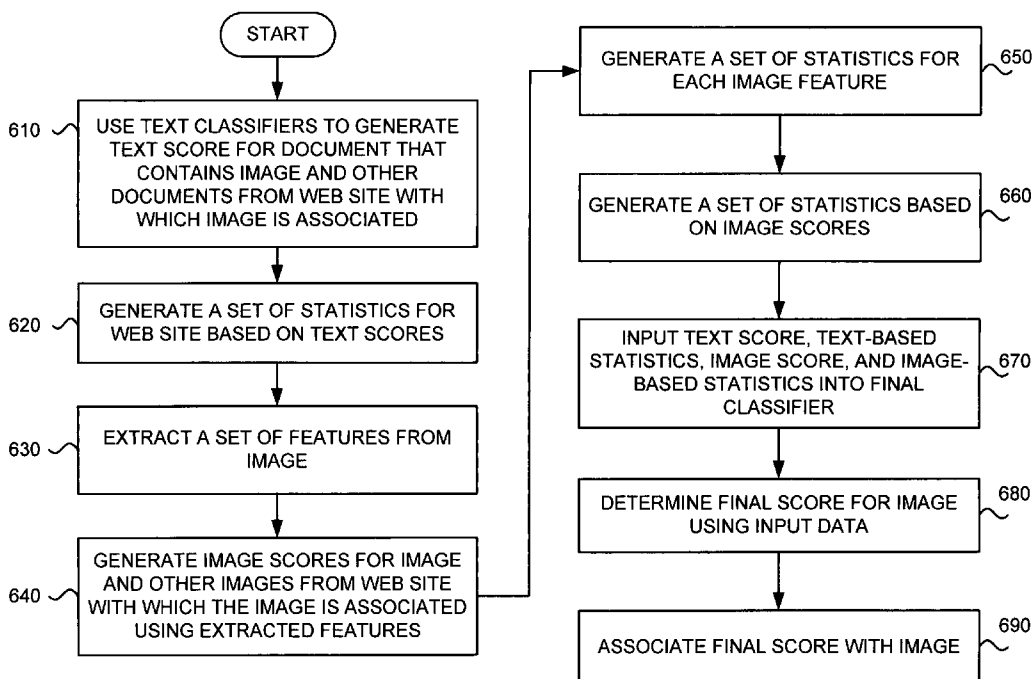 START
610
USE TEXT CLASSIFIERS TO GENERATE
TEXT SCORE FOR DOCUMENT THAT
CONTAINS IMAGE AND OTHER
DOCUMENTS FROM WEB SITE WITH
WHICH IMAGE IS ASSOCIATED
620
GENERATE A SET OF STATISTICS FOR
WEB SITE BASED ON TEXT SCORES
630
EXTRACT A SET OF FEATURES FROM
IMAGE
640
GENERATE IMAGE SCORES FOR IMAGE
AND OTHER IMAGES FROM WEB SITE
WITH WHICH THE IMAGE IS ASSOCIATED
USING EXTRACTED FEATURES
GENERATE A SET OF STATISTICS FOR
EACH IMAGE FEATURE
650
GENERATE A SET OF STATISTICS BASED
ON IMAGE SCORES
660
INPUT TEXT SCORE, TEXT-BASED
STATISTICS, IMAGE SCORE, AND IMAGE-
BASED STATISTICS INTO FINAL
CLASSIFIER
670
DETERMINE FINAL SCORE FOR IMAGE
USING INPUT DATA
680
ASSOCIATE FINAL SCORE WITH IMAGE
690